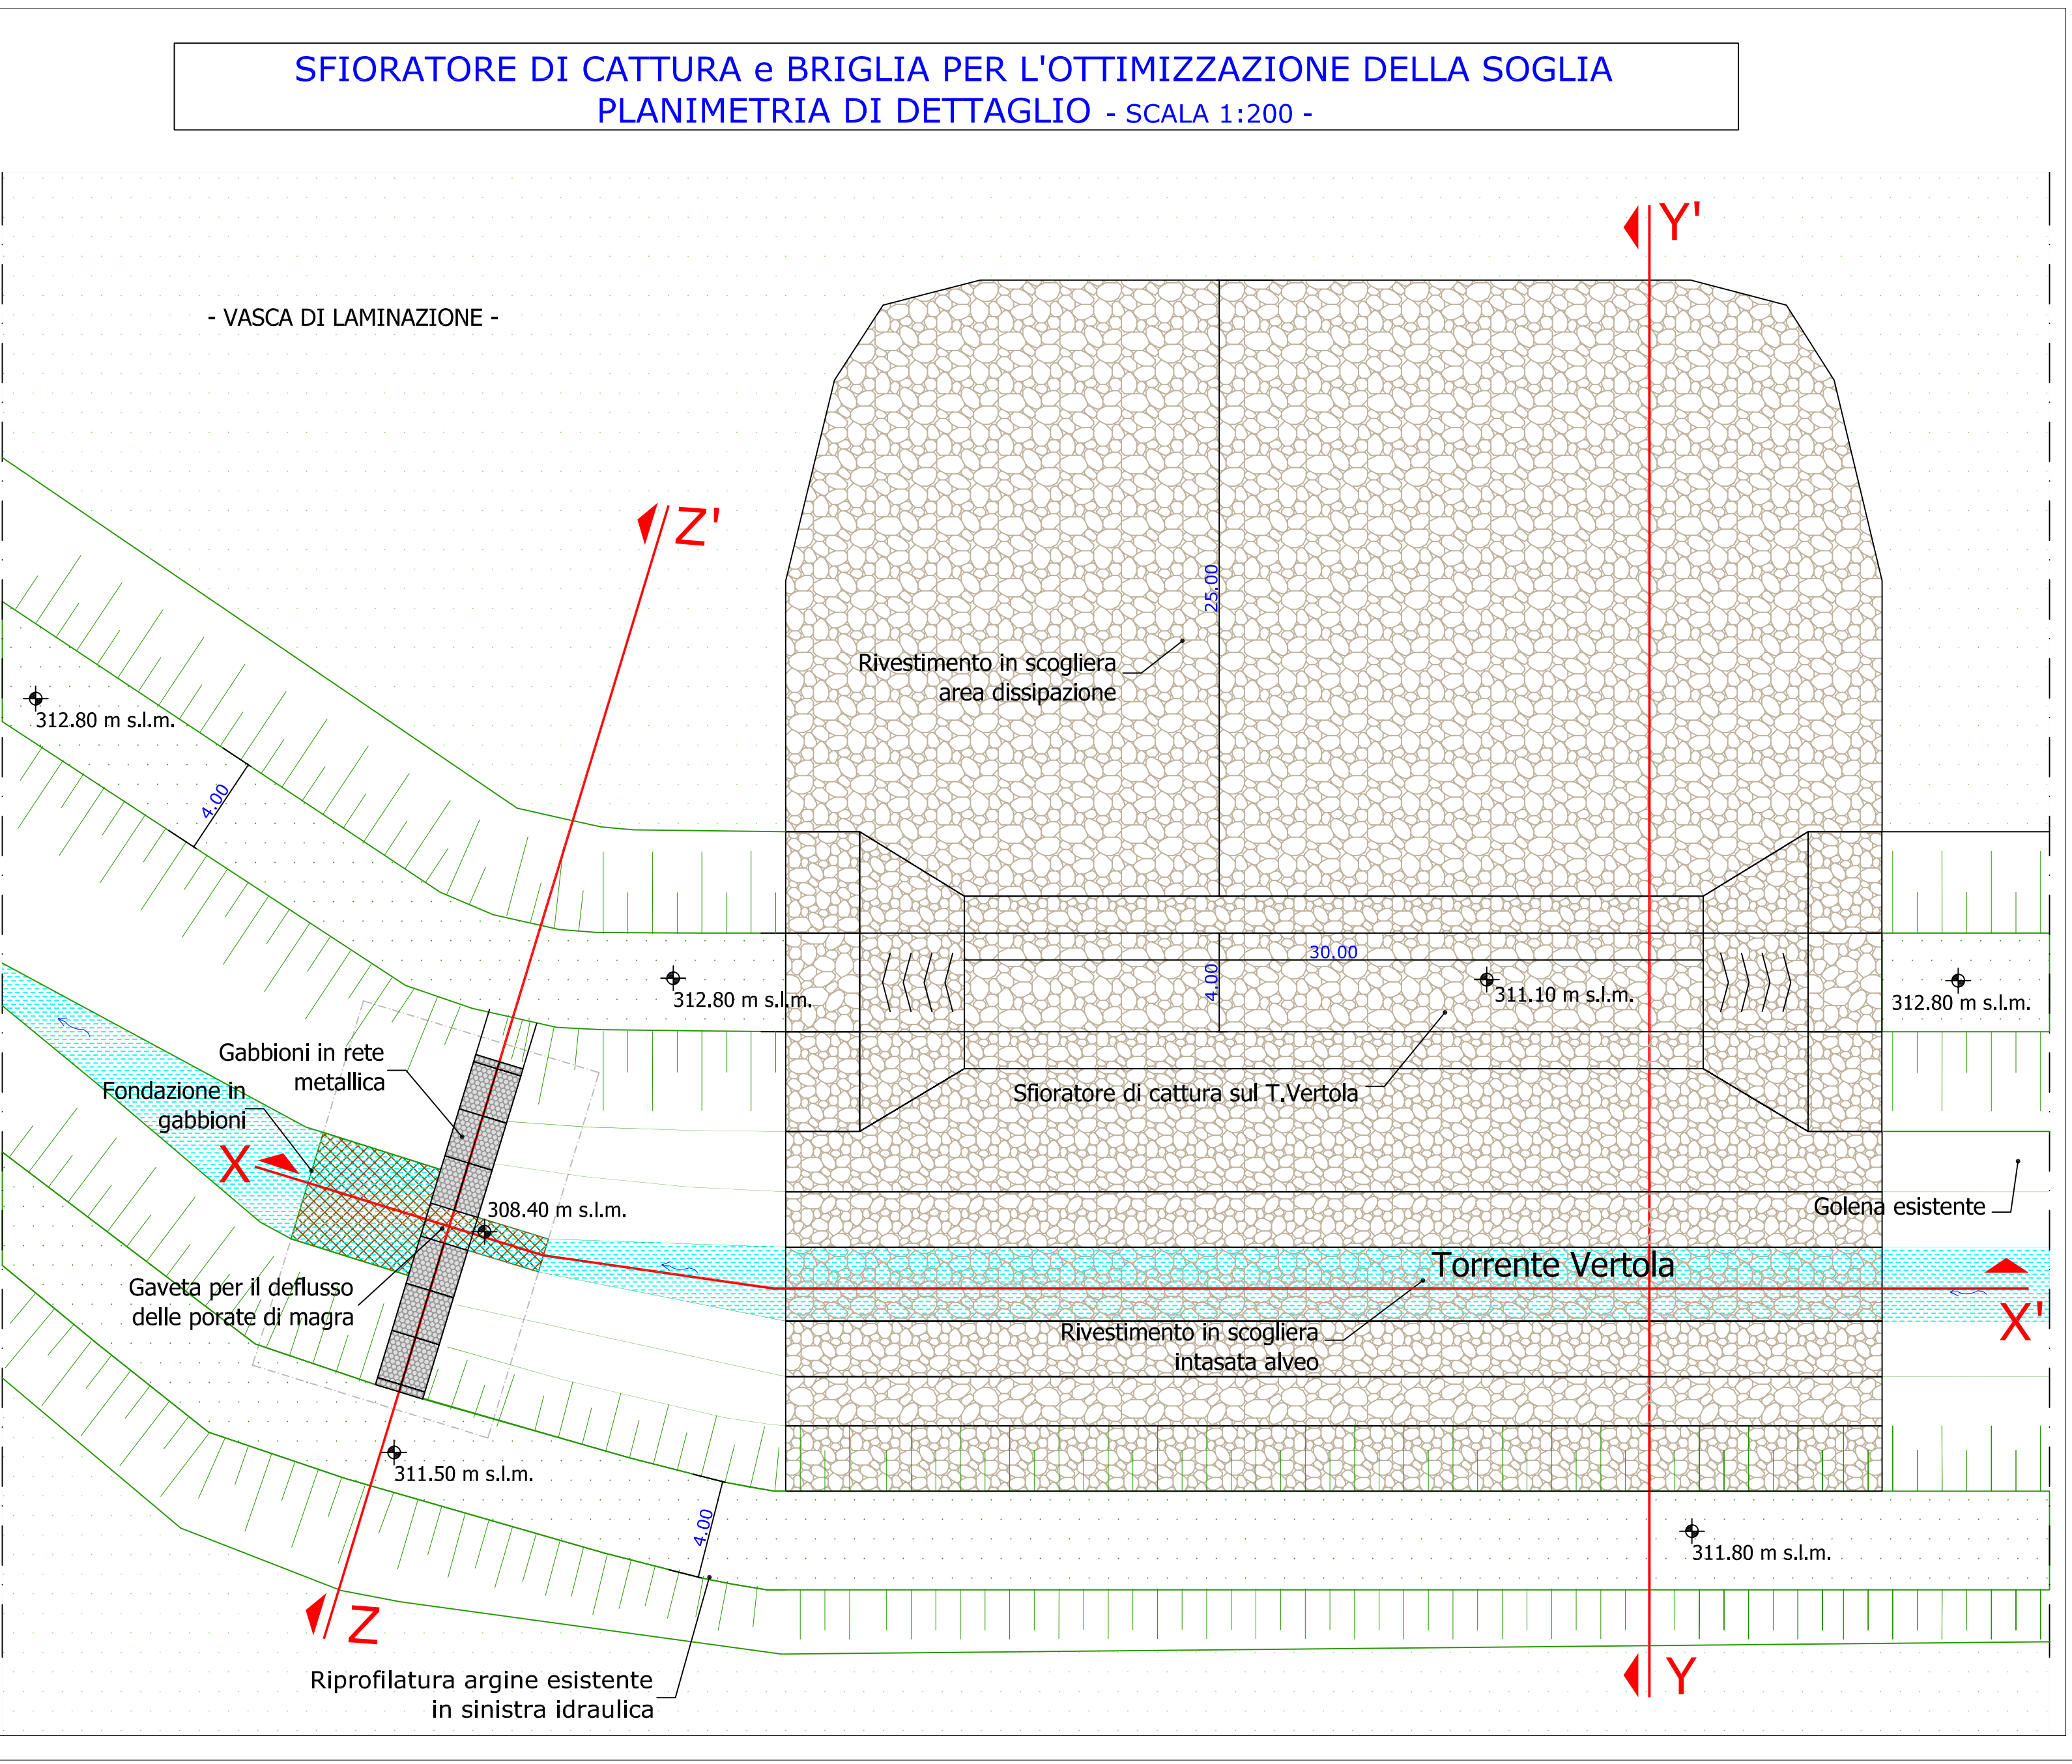 SFIORATORE DI CATTURA e BRIGLIA PER L'OTTIMIZZAZIONE DELLA SOGLIA
PLANIMETRIA DI DETTAGLIO - SCALA 1:200 -
Y'
- VASCA DI LAMINAZIONE -
Z'
25.00
Rivestimento in scogliera
area dissipazione
312.80 m s.l.m.
4.00
30.00
4.00
312.80 m s.l.m.
311.10 m s.l.m.
312.80 m s.l.m.
Gabbioni in rete
metallica
Fondazione in
gabbioni
Sfioratore di cattura sul T.Vertola
X
308.40 m s.l.m.
Golena esistente
Torrente Vertola
Gaveta per il deflusso
delle porate di magra
X'
Rivestimento in scogliera
intasata alveo
311.50 m s.l.m.
4.00
311.80 m s.l.m.
Z
Y
Riprofilatura argine esistente
in sinistra idraulica